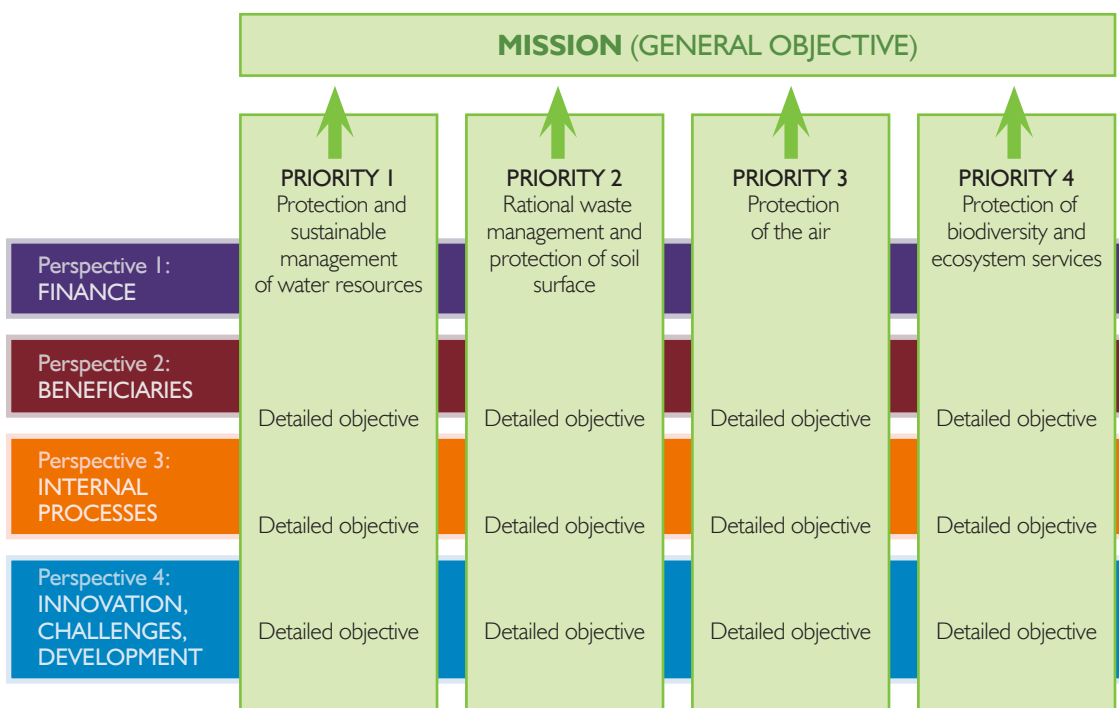 MISSION (GENERAL OBJECTIVE)
PRIORITY 1
Protection and
sustainable
management
of water resources
PRIORITY 2
Rational waste
management and
protection of soil
surface
PRIORITY 3
Protection
of the air
PRIORITY 4
Protection of
biodiversity and
ecosystem services
Perspective 1:
FINANCE
Perspective 2:
BENEFICIARIES
Detailed objective
Detailed objective
Detailed objective
Detailed objective
Perspective 3:
INTERNAL
PROCESSES
Detailed objective
Detailed objective
Detailed objective
Detailed objective
Perspective 4:
INNOVATION,
CHALLENGES,
DEVELOPMENT
Detailed objective
Detailed objective
Detailed objective
Detailed objective